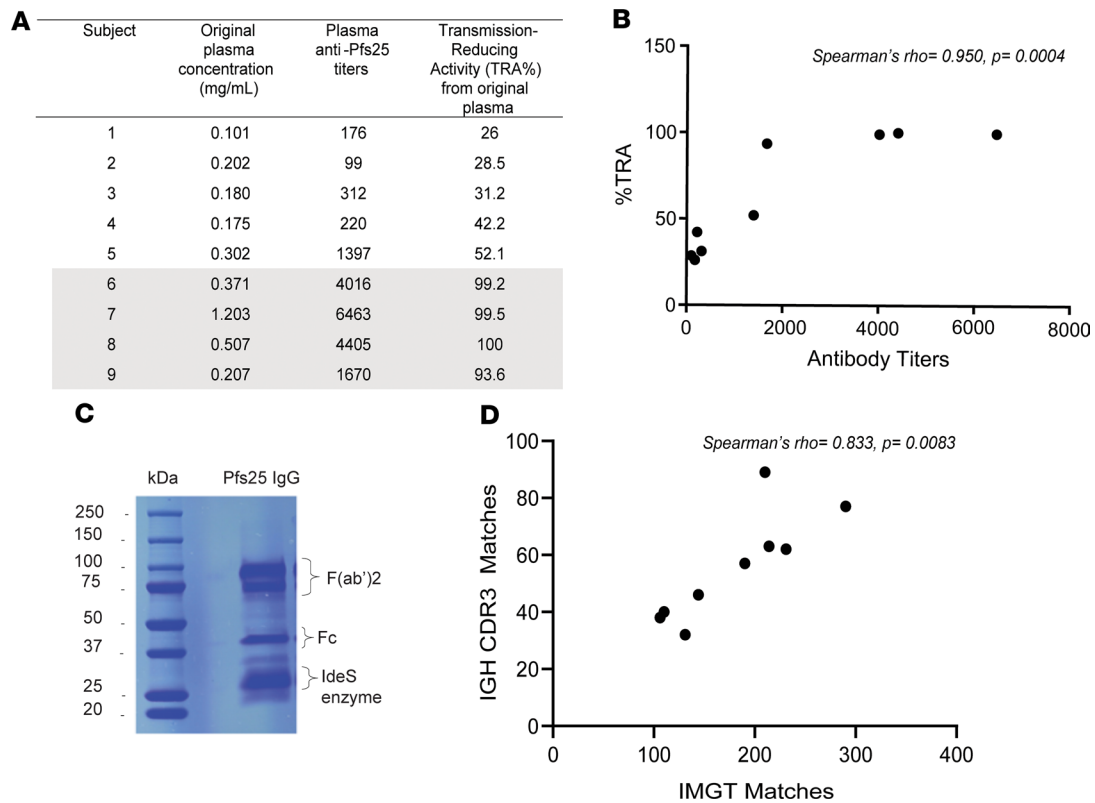 A
Subject
Original
plasma
concentration
(mg/mL)
Plasma
anti-Pfs25
titers
Transmission-
Reducing
Activity (TRA%)
from original
plasma
1 0.101 176 26
2 0.202 99 28.5
3 0.180 312 31.2
4 0.175 220 42.2
5 0.302 1397 52.1
6 0.371 4016 99.2
7 1.203 6463 99.5
8 0.507 4405 100
9 0.207 1670 93.6
B
Spearman's rho= 0.950, p= 0.0004
%TRA
150
100
50
0
0 2000 4000 6000 8000
Antibody Titers
C
kDa Pfs25 IgG
250 -
150 -
100 -
75 -
50 -
37 -
25 -
20 -
F(ab')2
Fc
IdeS
enzyme
D
Spearman's rho= 0.833, p= 0.0083
IGH CDR3 Matches
100
80
60
40
20
0
0 100 200 300 400
IMGT Matches